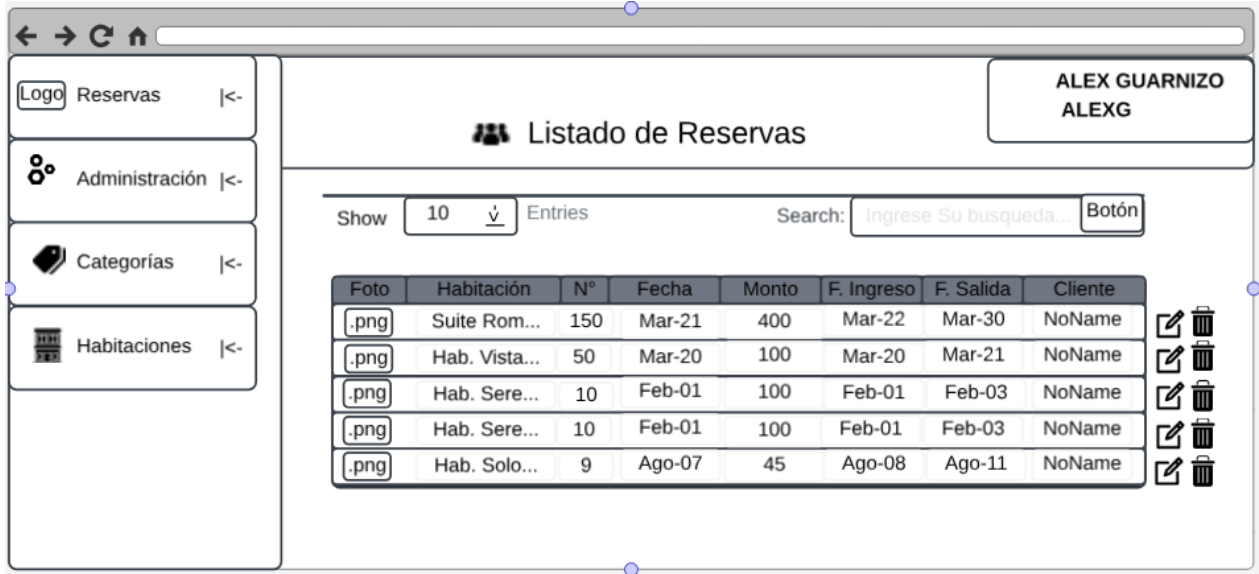 Logo Reservas |<-
ALEX GUARNIZO
ALEXG
Listado de Reservas
Administración |<-
Show 10 v Entries Search: Ingrese Su busqueda... Botón
Categorías |<-
Foto Habitación N° Fecha Monto F. Ingreso F. Salida Cliente
.png Suite Rom... 150 Mar-21 400 Mar-22 Mar-30 NoName
Habitaciones |<-
.png Hab. Vista... 50 Mar-20 100 Mar-20 Mar-21 NoName
.png Hab. Sere... 10 Feb-01 100 Feb-01 Feb-03 NoName
.png Hab. Sere... 10 Feb-01 100 Feb-01 Feb-03 NoName
.png Hab. Solo... 9 Ago-07 45 Ago-08 Ago-11 NoName